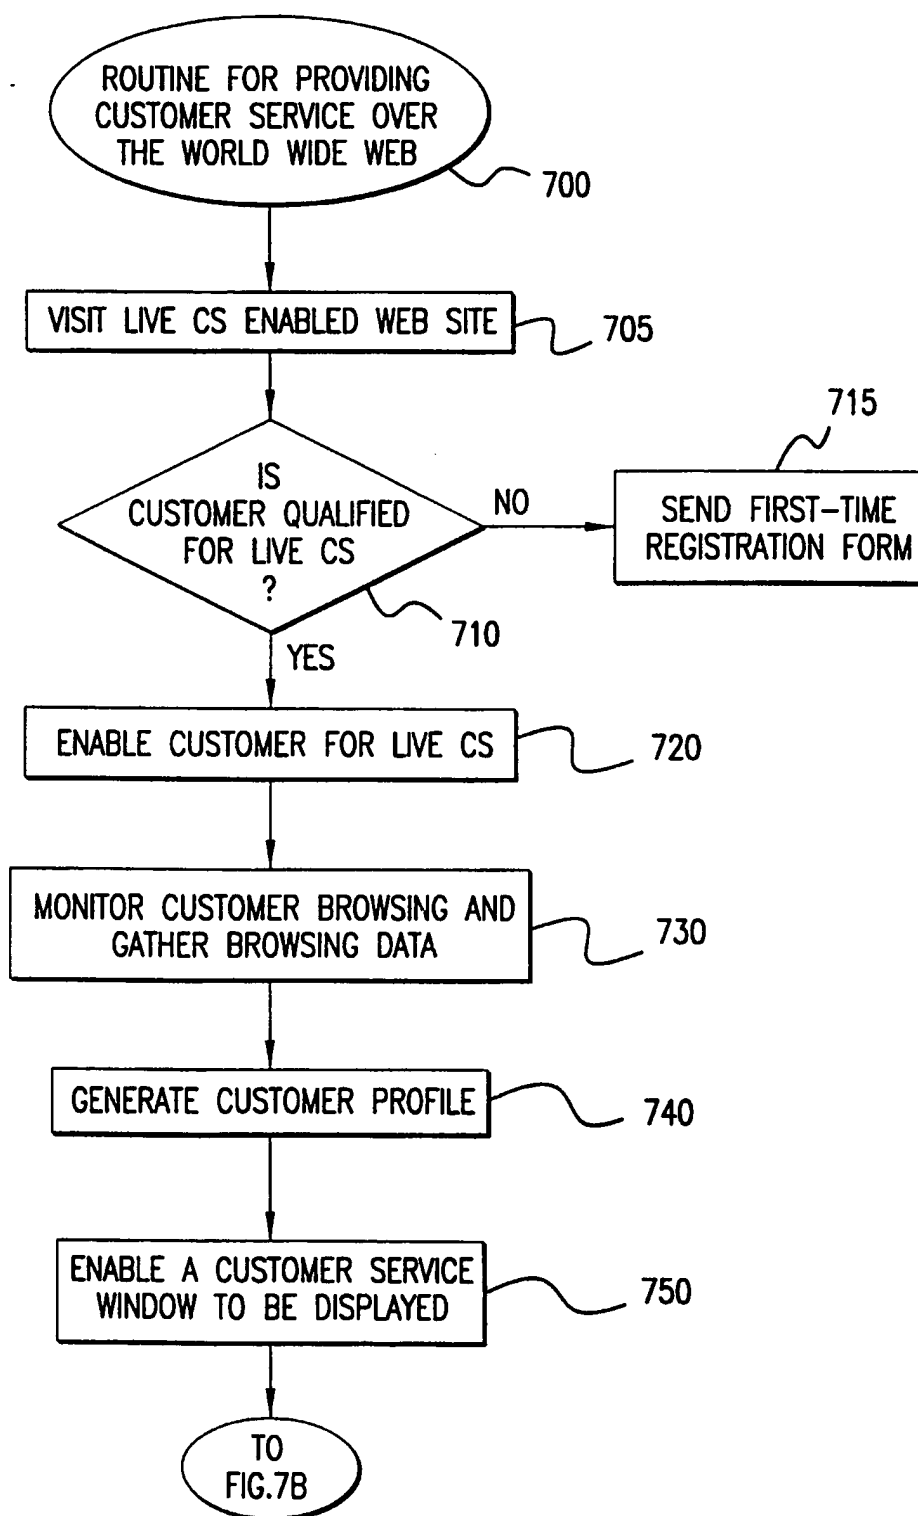 ROUTINE FOR PROVIDING
CUSTOMER SERVICE OVER
THE WORLD WIDE WEB
700
VISIT LIVE CS ENABLED WEB SITE
705
IS
CUSTOMER QUALIFIED
FOR LIVE CS
?
710
NO
715
SEND FIRST-TIME
REGISTRATION FORM
YES
ENABLE CUSTOMER FOR LIVE CS
720
MONITOR CUSTOMER BROWSING AND
GATHER BROWSING DATA
730
GENERATE CUSTOMER PROFILE
740
ENABLE A CUSTOMER SERVICE
WINDOW TO BE DISPLAYED
750
TO
FIG.7B